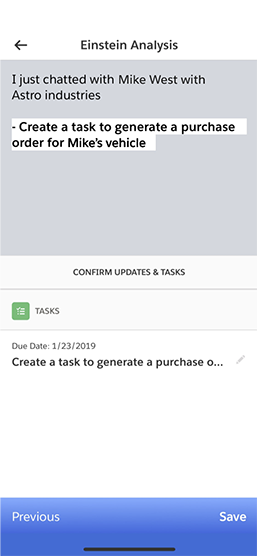 Einstein Analysis
I just chatted with Mike West with
Astro industries
- Create a task to generate a purchase
order for Mike's vehicle
CONFIRM UPDATES & TASKS
TASKS
Due Date: 1/23/2019
Create a task to generate a purchase o...
Previous
Save